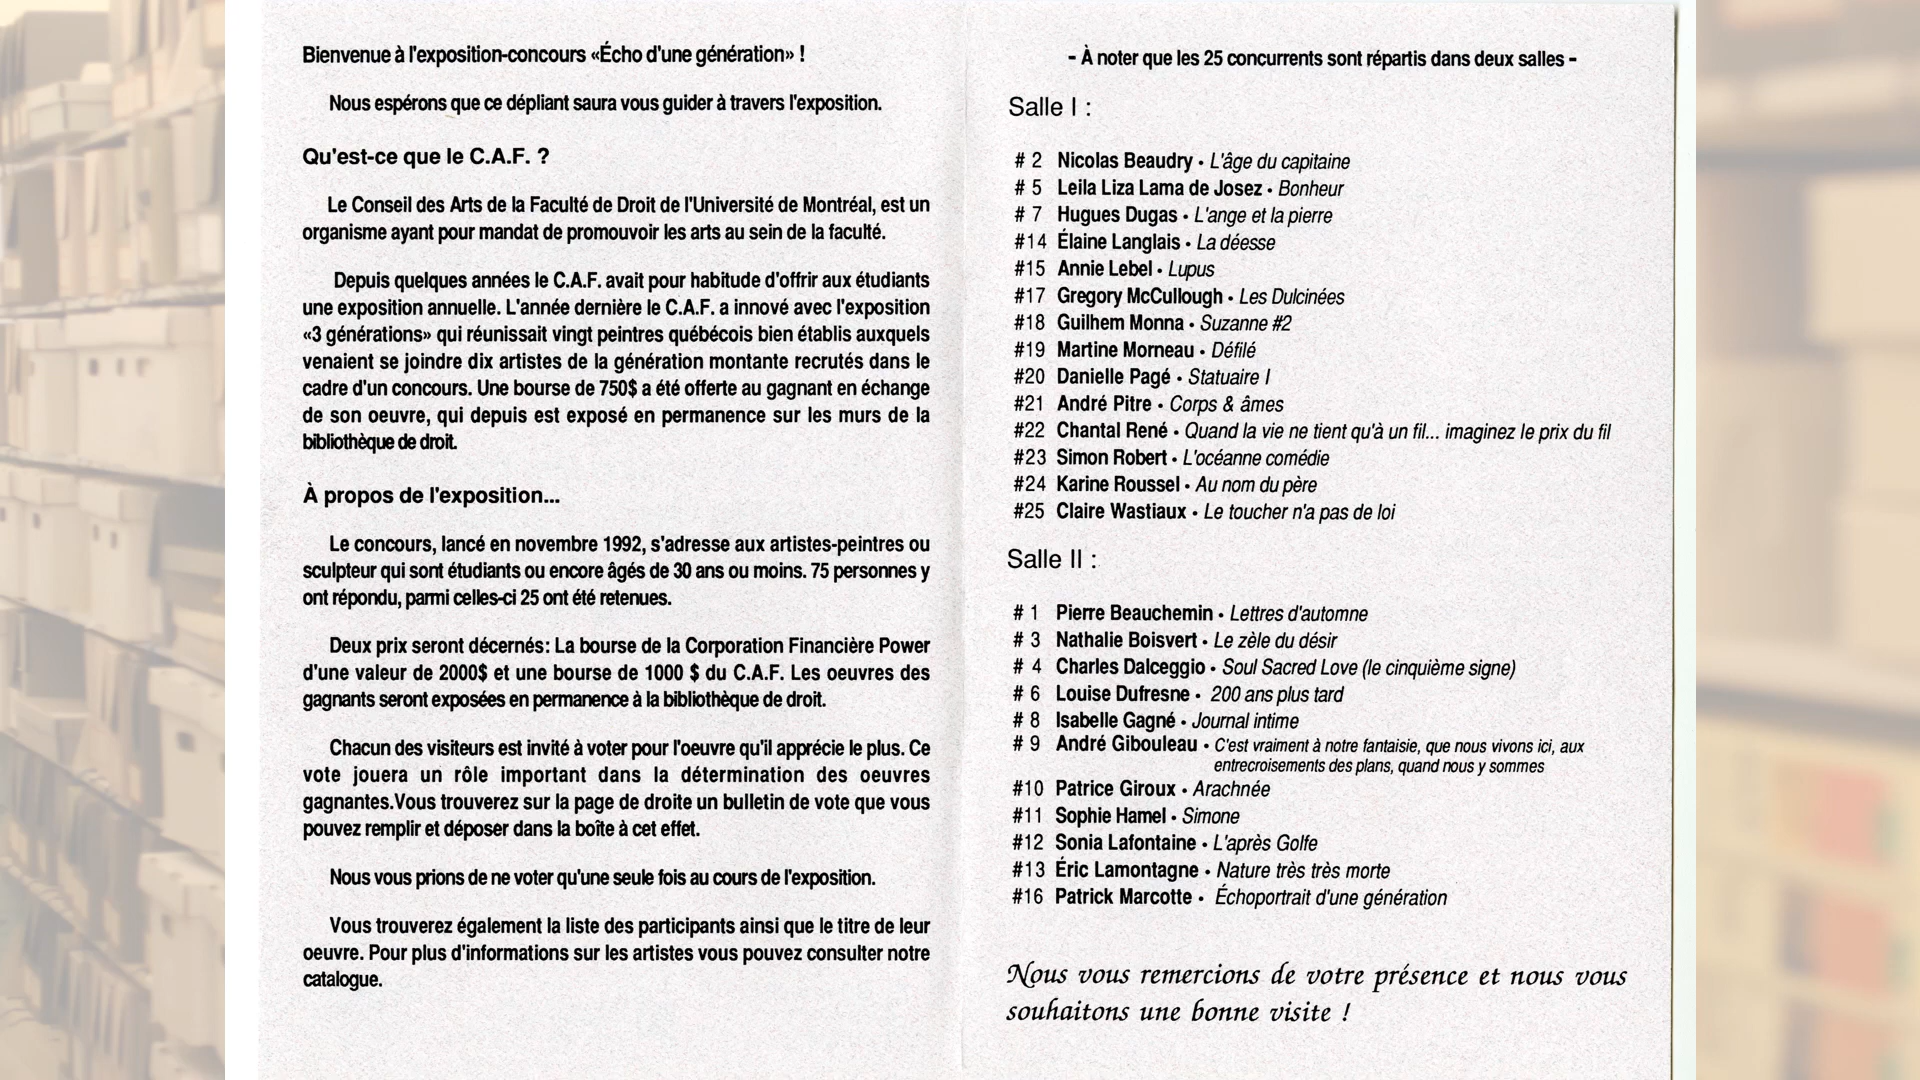 Bienvenue à l'exposition-concours «Écho d'une génération» !
Nous espérons que ce dépliant saura vous guider à travers l'exposition.
Qu'est-ce que le C.A.F. ?
Le Conseil des Arts de la Faculté de Droit de l'Université de Montréal, est un
organisme ayant pour mandat de promouvoir les arts au sein de la faculté.
Depuis quelques années le C.A.F. avait pour habitude d'offrir aux étudiants
une exposition annuelle. L'année dernière le C.A.F. a innové avec l'exposition
«3 générations» qui réunissait vingt peintres québécois bien établis auxquels
venaient se joindre dix artistes de la génération montante recrutés dans le
cadre d'un concours. Une bourse de 750$ a été offerte au gagnant en échange
de son oeuvre, qui depuis est exposé en permanence sur les murs de la
bibliothèque de droit.
À propos de l'exposition...
Le concours, lancé en novembre 1992, s'adresse aux artistes-peintres ou
sculpteur qui sont étudiants ou encore âgés de 30 ans ou moins. 75 personnes y
ont répondu, parmi celles-ci 25 ont été retenues.
Deux prix seront décernés: La bourse de la Corporation Financière Power
d'une valeur de 2000$ et une bourse de 1000 $ du C.A.F. Les oeuvres des
gagnants seront exposées en permanence à la bibliothèque de droit.
Chacun des visiteurs est invité à voter pour l'oeuvre qu'il apprécie le plus. Ce
vote jouera un rôle important dans la détermination des oeuvres
gagnantes.Vous trouverez sur la page de droite un bulletin de vote que vous
pouvez remplir et déposer dans la boîte à cet effet.
Nous vous prions de ne voter qu'une seule fois au cours de l'exposition.
Vous trouverez également la liste des participants ainsi que le titre de leur
oeuvre. Pour plus d'informations sur les artistes vous pouvez consulter notre
catalogue.
- À noter que les 25 concurrents sont répartis dans deux salles -
Salle I :
# 2 Nicolas Beaudry • L'âge du capitaine
# 5 Leila Liza Lama de Josez • Bonheur
# 7 Hugues Dugas • L'ange et la pierre
#14 Élaine Langlais • La déesse
#15 Annie Lebel • Lupus
#17 Gregory McCullough • Les Dulcinées
#18 Guilhem Monna • Suzanne #2
#19 Martine Morneau • Défilé
#20 Danielle Pagé • Statuaire I
#21 André Pitre • Corps & âmes
#22 Chantal René • Quand la vie ne tient qu'à un fil... imaginez le prix du fil
#23 Simon Robert • L'océanne comédie
#24 Karine Roussel • Au nom du père
#25 Claire Wastiaux • Le toucher n'a pas de loi
Salle II :
# 1 Pierre Beauchemin • Lettres d'automne
# 3 Nathalie Boisvert • Le zèle du désir
# 4 Charles Dalceggio • Soul Sacred Love (le cinquième signe)
# 6 Louise Dufresne • 200 ans plus tard
# 8 Isabelle Gagné • Journal intime
# 9 André Gibouleau • C'est vraiment à notre fantaisie, que nous vivons ici, aux
entrecroisements des plans, quand nous y sommes
#10 Patrice Giroux • Arachnée
#11 Sophie Hamel • Simone
#12 Sonia Lafontaine • L'après Golfe
#13 Éric Lamontagne • Nature très très morte
#16 Patrick Marcotte • Échoportrait d'une génération
Nous vous remercions de votre présence et nous vous
souhaitons une bonne visite !